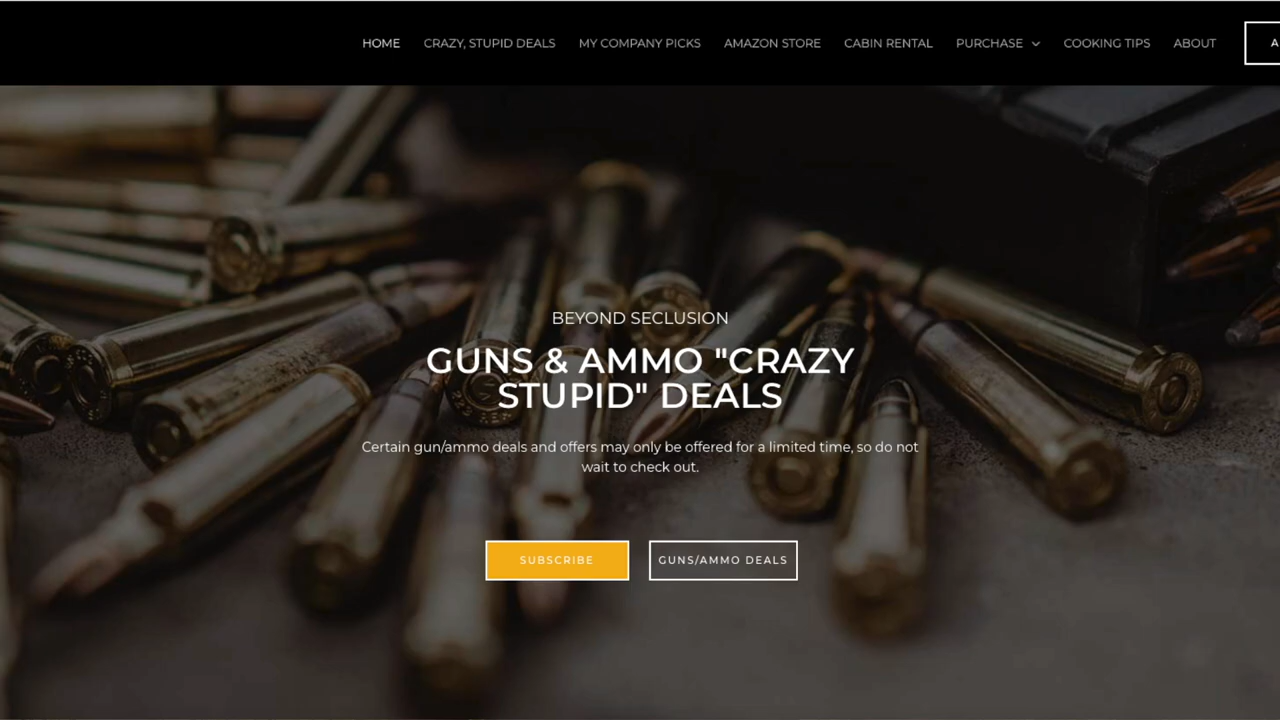 HOME CRAZY, STUPID DEALS MY COMPANY PICKS AMAZON STORE CABIN RENTAL PURCHASE COOKING TIPS ABOUT A
BEYOND SECLUSION
GUNS & AMMO "CRAZY
STUPID" DEALS
Certain gun/ammo deals and offers may only be offered for a limited time, so do not
wait to check out.
SUBSCRIBE GUNS/AMMO DEALS